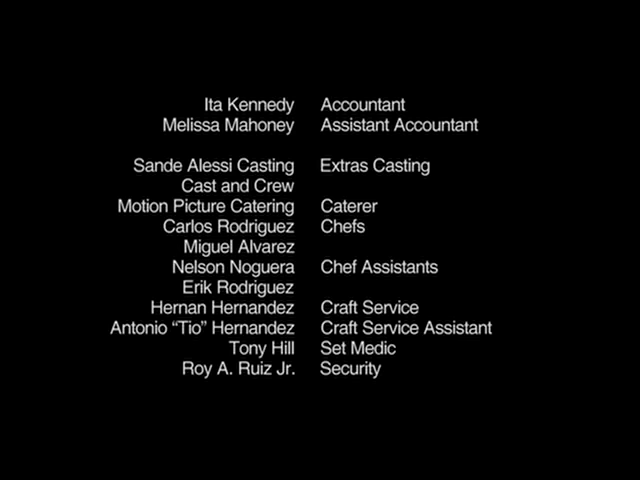 Ita Kennedy Accountant
Melissa Mahoney Assistant Accountant
Sande Alessi Casting Extras Casting
Cast and Crew
Motion Picture Catering Caterer
Carlos Rodriguez Chefs
Miguel Alvarez
Nelson Noguera Chef Assistants
Erik Rodriguez
Hernan Hernandez Craft Service
Antonio “Tio” Hernandez Craft Service Assistant
Tony Hill Set Medic
Roy A. Ruiz Jr. Security